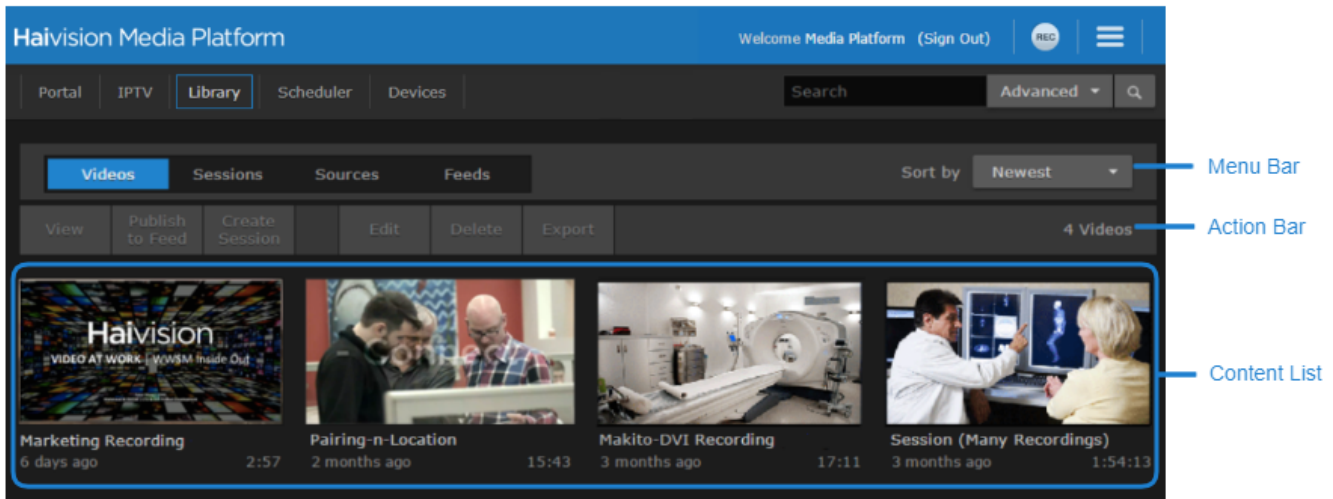 Haivision Media Platform
Welcome Media Platform (Sign Out)
REC
Portal IPTV Library Scheduler Devices
Search Advanced
Videos Sessions Sources Feeds
Sort by Newest
Menu Bar
View Publish to Feed Create Session Edit Delete Export
4 Videos
Action Bar
Haivision
VIDEO AT WORK | WWSM Inside Out
CONNECT
Content List
Marketing Recording
6 days ago 2:57
Pairing-n-Location
2 months ago 15:43
Makito-DVI Recording
3 months ago 17:11
Session (Many Recordings)
3 months ago 1:54:13